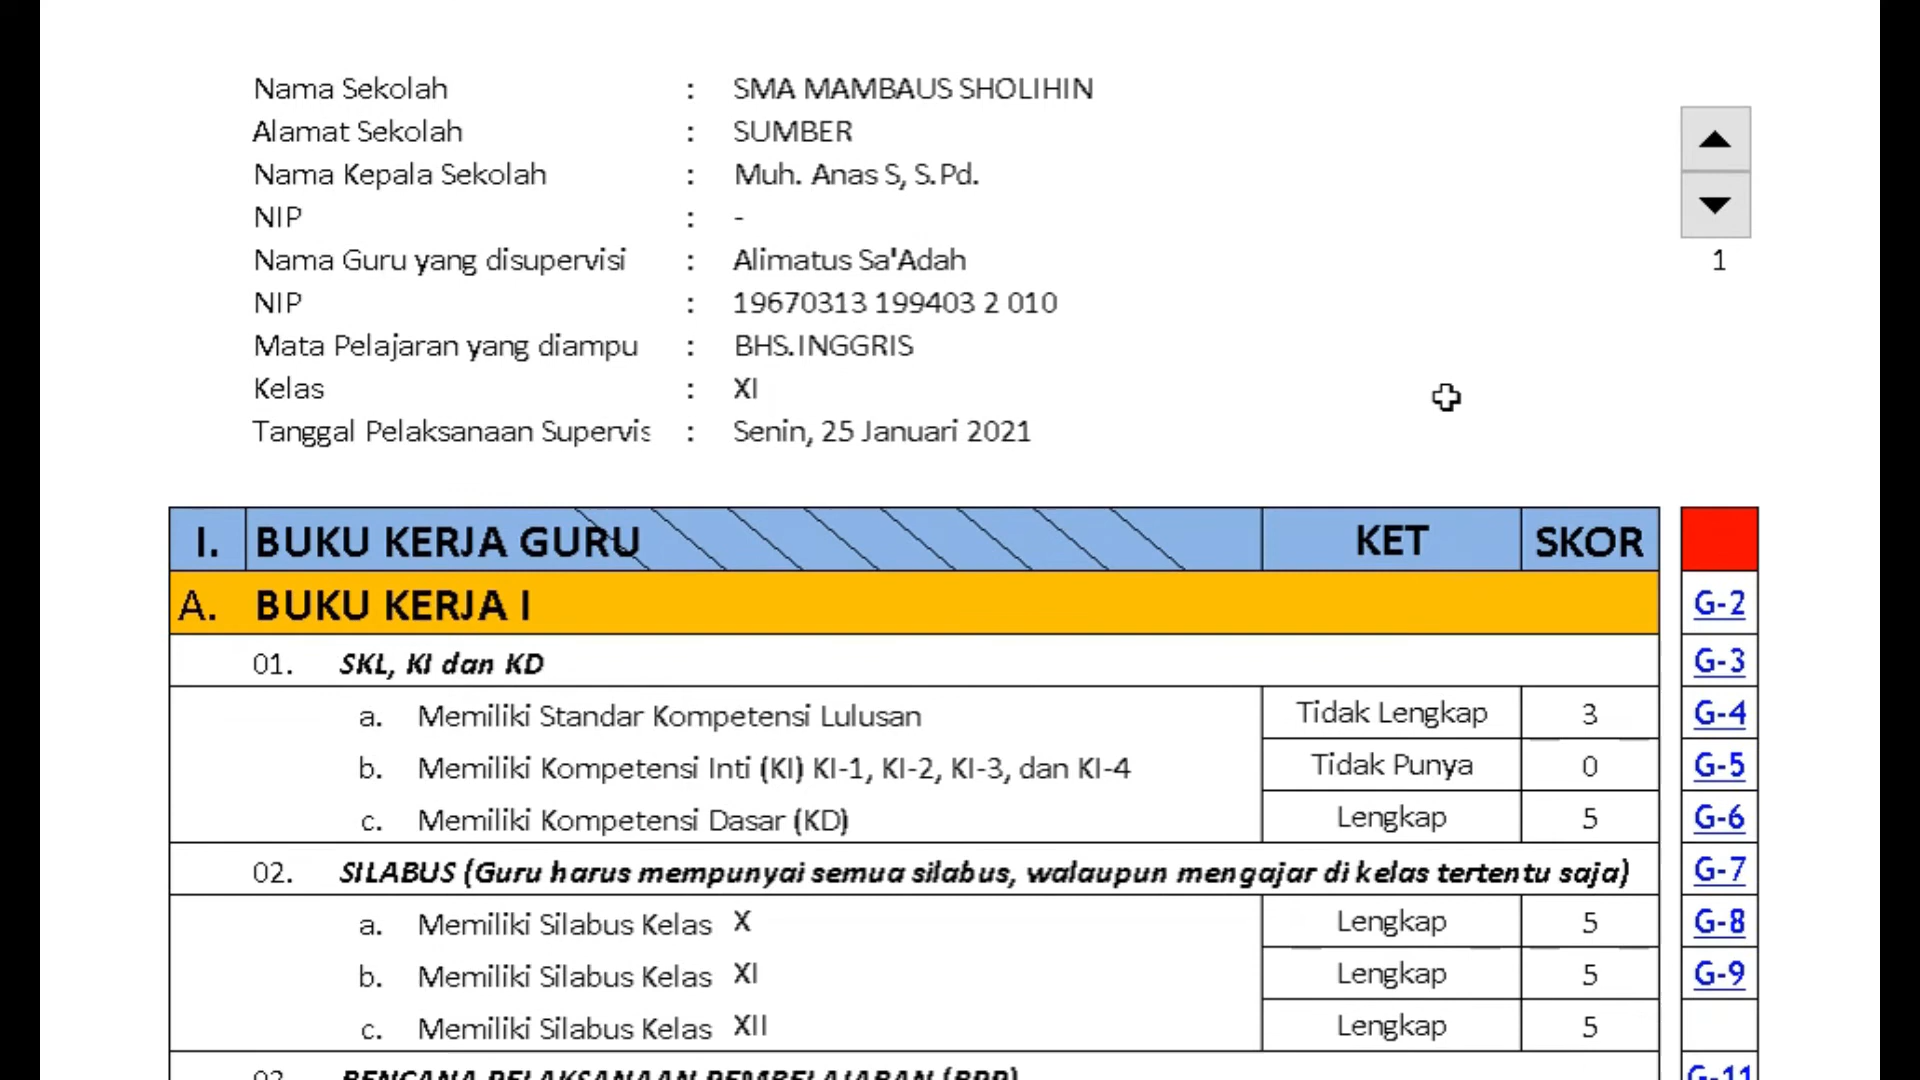 Nama Sekolah : SMA MAMBAUS SHOLIHIN
Alamat Sekolah : SUMBER
Nama Kepala Sekolah : Muh. Anas S, S.Pd.
NIP : -
Nama Guru yang disupervisi : Alimatus Sa'Adah
1
NIP : 19670313 199403 2 010
Mata Pelajaran yang diampu : BHS.INGGRIS
Kelas : XI
Tanggal Pelaksanaan Supervis : Senin, 25 Januari 2021
I. BUKU KERJA GURU KET SKOR
A. BUKU KERJA I G-2
01. SKL, KI dan KD G-3
a. Memiliki Standar Kompetensi Lulusan Tidak Lengkap 3 G-4
b. Memiliki Kompetensi Inti (KI) KI-1, KI-2, KI-3, dan KI-4 Tidak Punya 0 G-5
c. Memiliki Kompetensi Dasar (KD) Lengkap 5 G-6
02. SILABUS (Guru harus mempunyai semua silabus, walaupun mengajar di kelas tertentu saja) G-7
a. Memiliki Silabus Kelas X Lengkap 5 G-8
b. Memiliki Silabus Kelas XI Lengkap 5 G-9
c. Memiliki Silabus Kelas XII Lengkap 5
03. RENCANA PELAKSANAAN PEMBELAJARAN (RPP) G-11